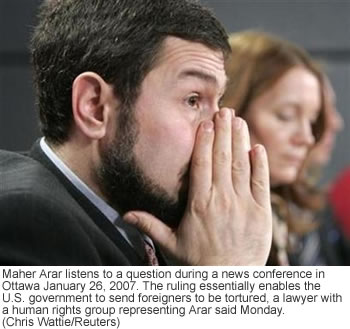 Maher Arar listens to a question during a news conference in
Ottawa January 26, 2007. The ruling essentially enables the
U.S. government to send foreigners to be tortured, a lawyer with
a human rights group representing Arar said Monday.
(Chris Wattie/Reuters)